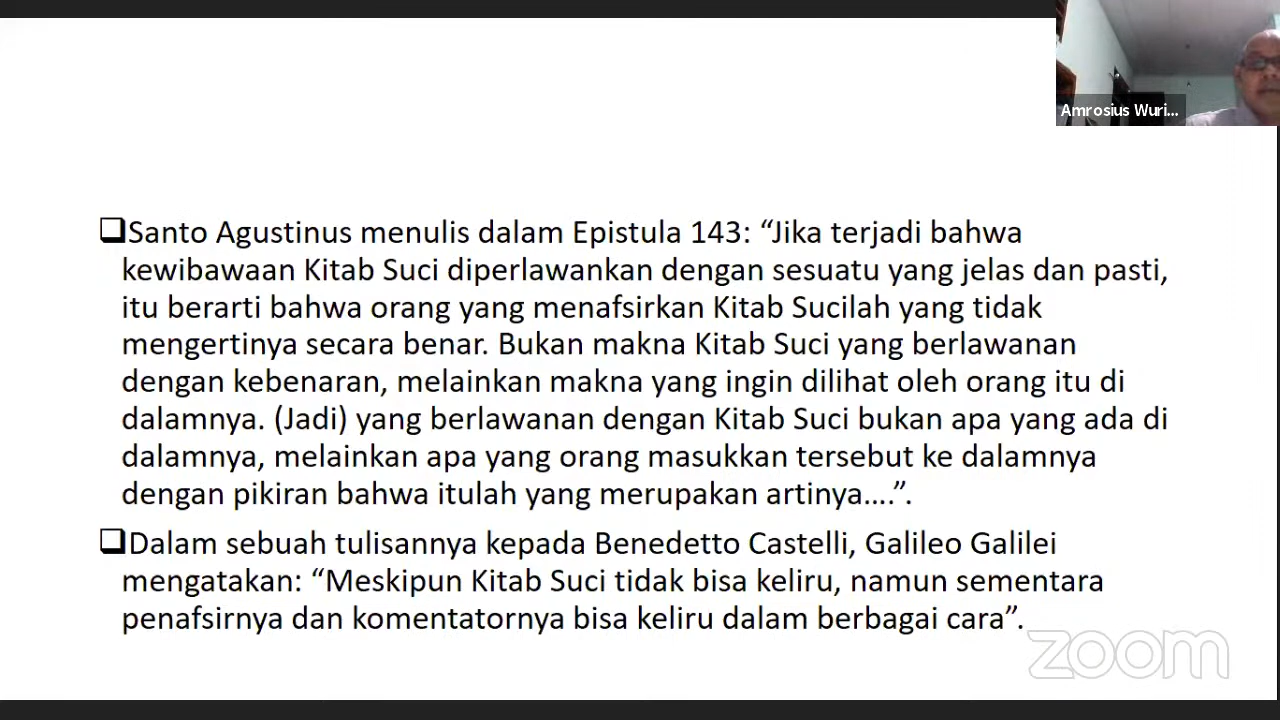 Amrosius Wuri...
❑Santo Agustinus menulis dalam Epistula 143: “Jika terjadi bahwa
kewibawaan Kitab Suci diperlawankan dengan sesuatu yang jelas dan pasti,
itu berarti bahwa orang yang menafsirkan Kitab Sucilah yang tidak
mengertinya secara benar. Bukan makna Kitab Suci yang berlawanan
dengan kebenaran, melainkan makna yang ingin dilihat oleh orang itu di
dalamnya. (Jadi) yang berlawanan dengan Kitab Suci bukan apa yang ada di
dalamnya, melainkan apa yang orang masukkan tersebut ke dalamnya
dengan pikiran bahwa itulah yang merupakan artinya….”.
❑Dalam sebuah tulisannya kepada Benedetto Castelli, Galileo Galilei
mengatakan: “Meskipun Kitab Suci tidak bisa keliru, namun sementara
penafsirnya dan komentatornya bisa keliru dalam berbagai cara”.
zoom